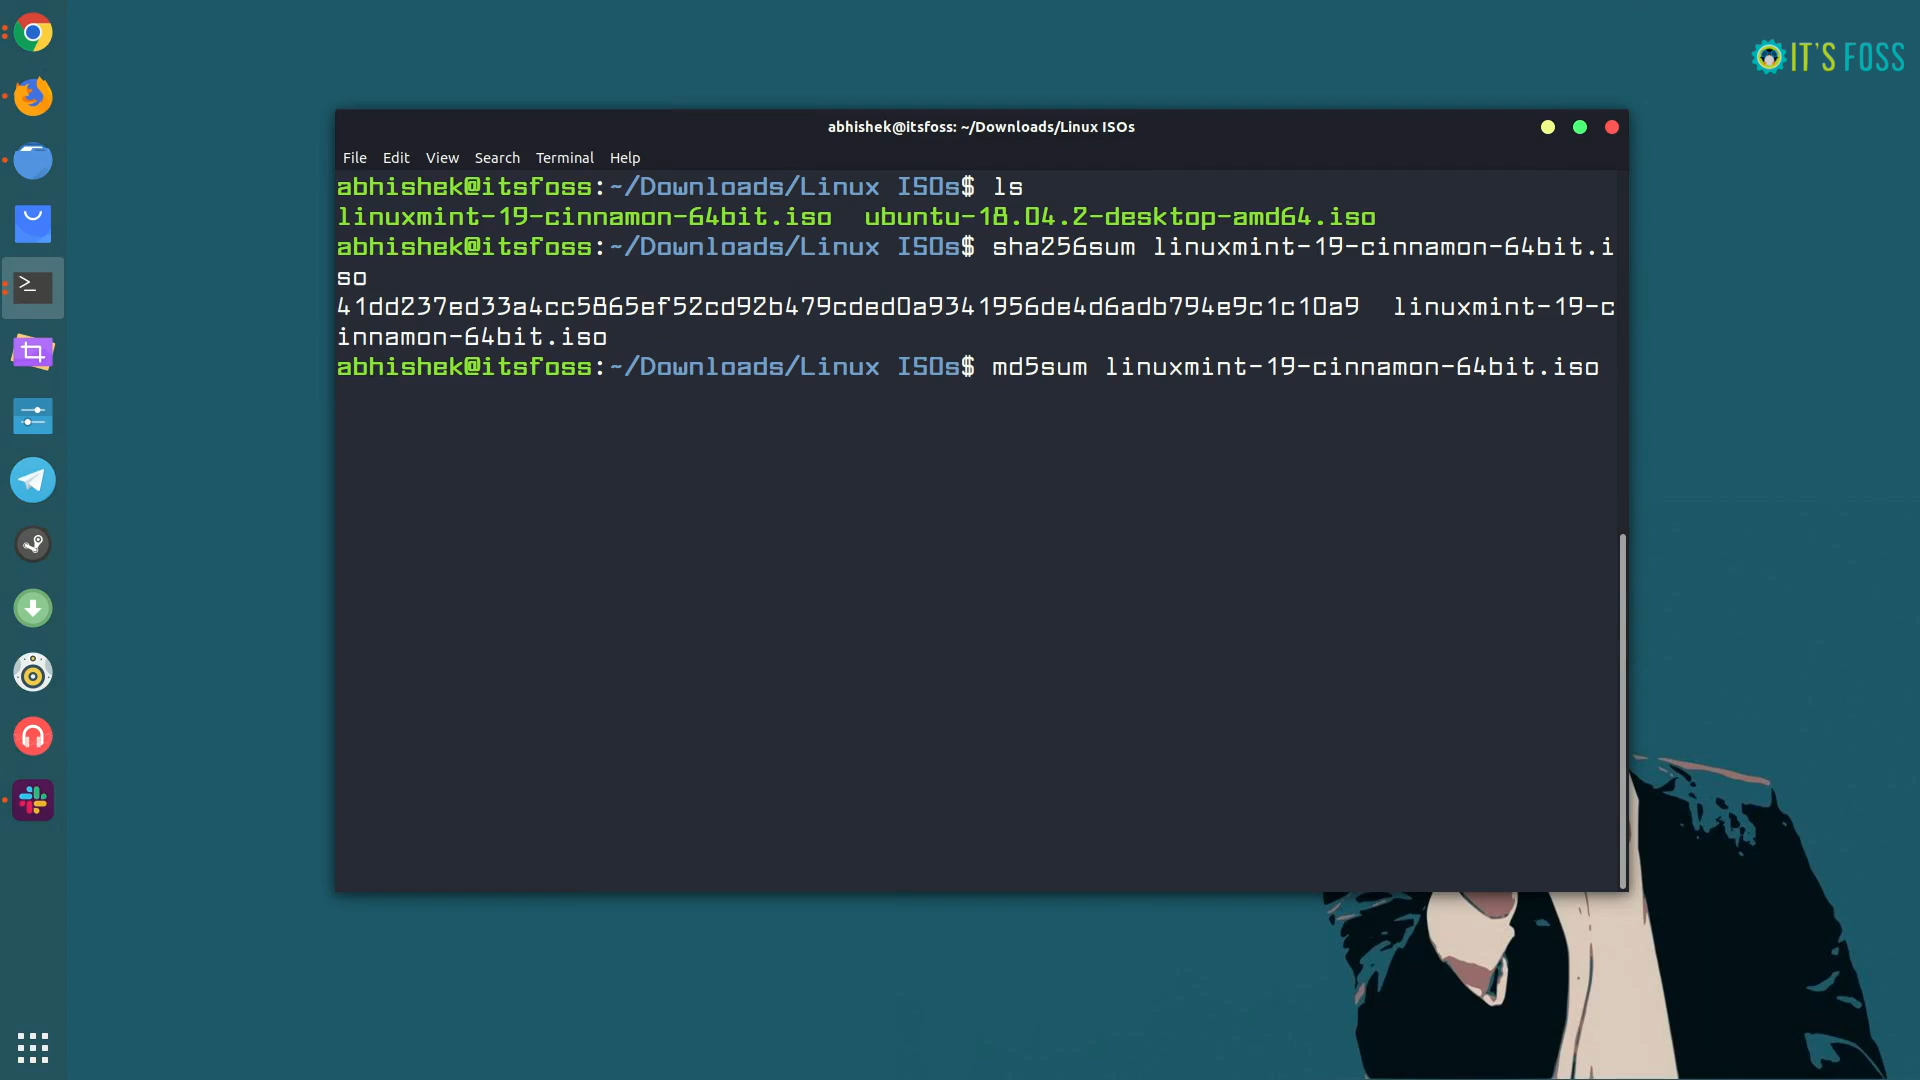 IT'S FOSS
abhishek@itsfoss: ~/Downloads/Linux ISOs
File Edit View Search Terminal Help
abhishek@itsfoss:~/Downloads/Linux ISOs$ ls
linuxmint-19-cinnamon-64bit.iso  ubuntu-18.04.2-desktop-amd64.iso
abhishek@itsfoss:~/Downloads/Linux ISOs$ sha256sum linuxmint-19-cinnamon-64bit.i
so
41dd237ed33a4cc5865ef52cd92b479cded0a9341956de4d6adb794e9c1c10a9  linuxmint-19-c
innamon-64bit.iso
abhishek@itsfoss:~/Downloads/Linux ISOs$ md5sum linuxmint-19-cinnamon-64bit.iso